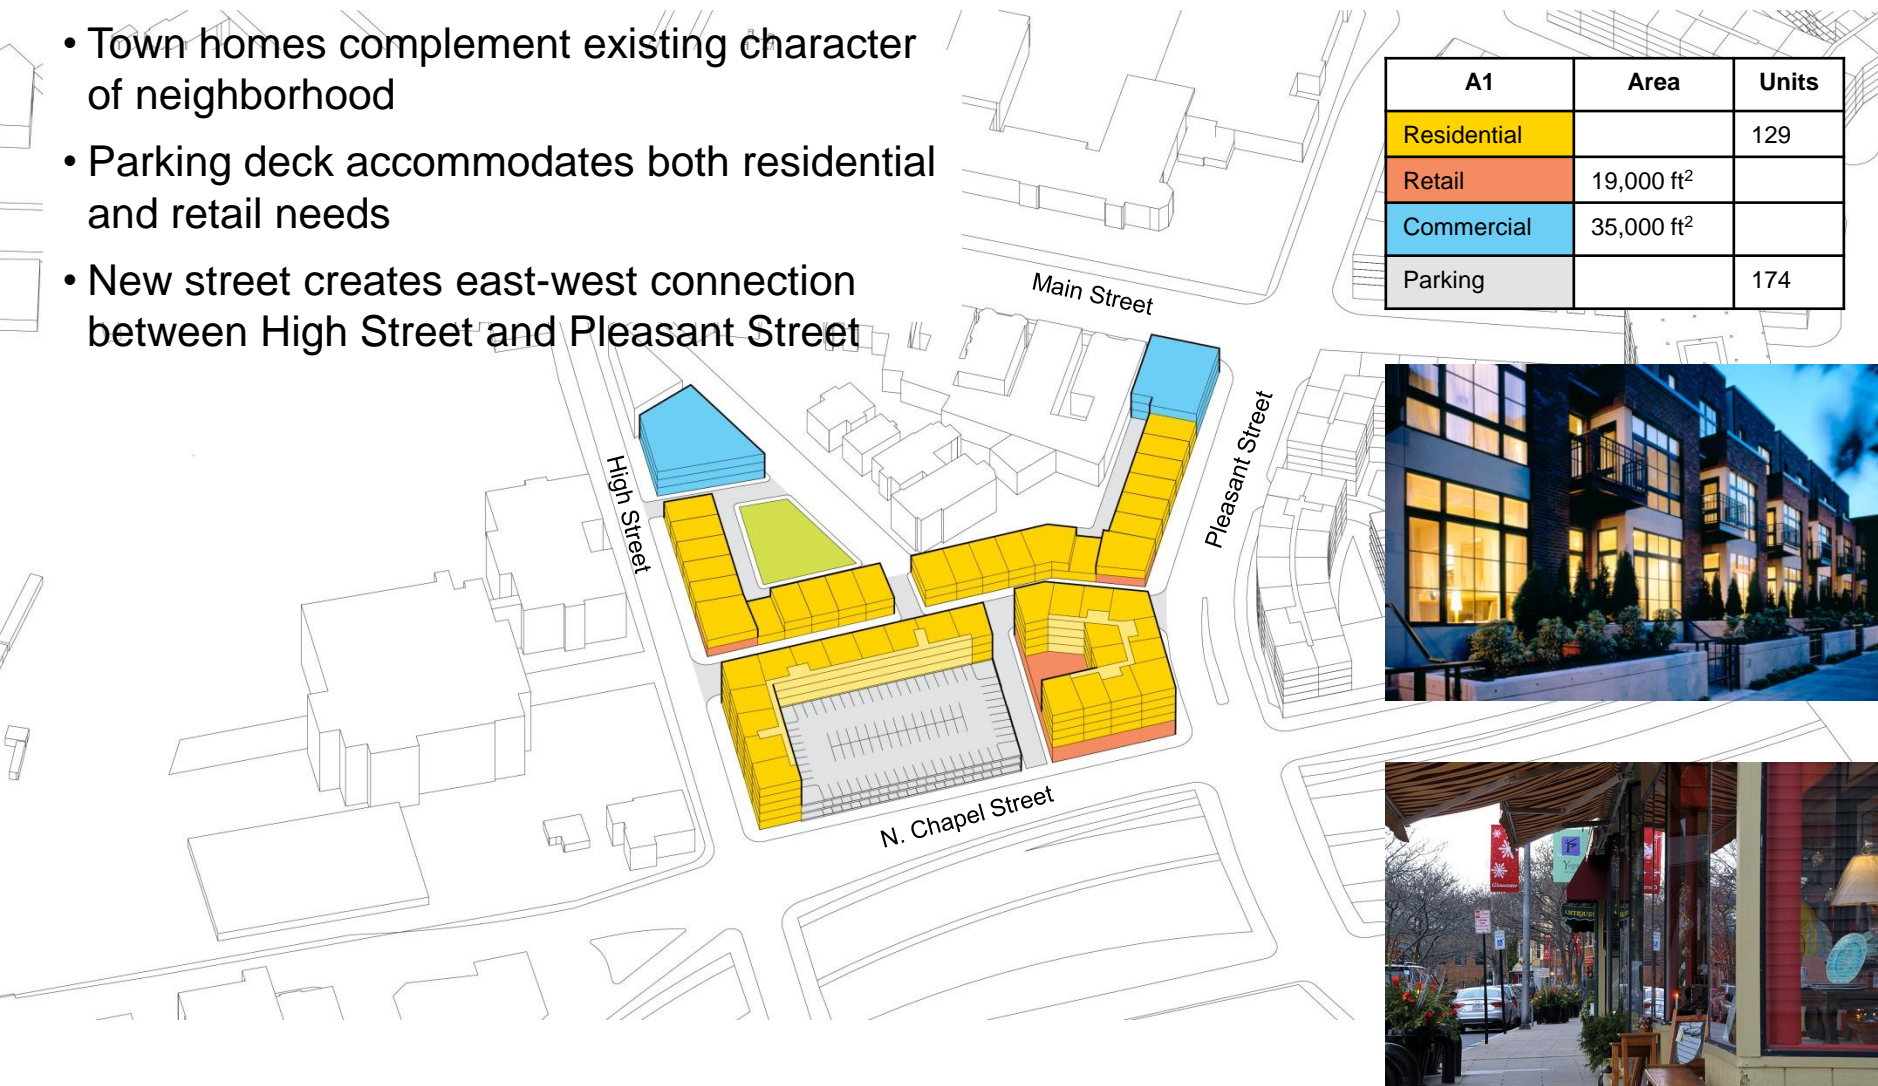 • Town homes complement existing character
of neighborhood
• Parking deck accommodates both residential
and retail needs
• New street creates east-west connection
between High Street and Pleasant Street
A1 Area Units
Residential 129
Retail 19,000 ft²
Commercial 35,000 ft²
Parking 174
Main Street
High Street
Pleasant Street
N. Chapel Street
Gloucester
ANTIQUES